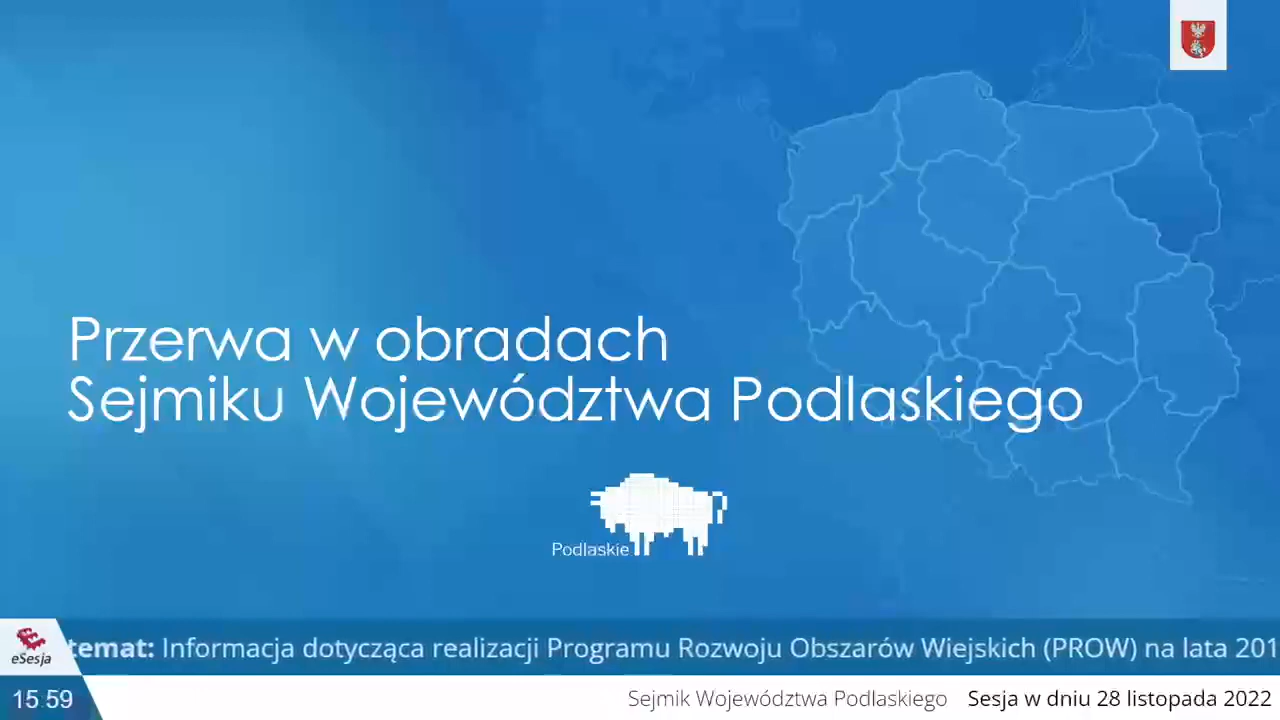 Przerwa w obradach
Sejmiku Województwa Podlaskiego
Podlaskie
temat: Informacja dotycząca realizacji Programu Rozwoju Obszarów Wiejskich (PROW) na lata 201
eSesja
15:59
Sejmik Województwa Podlaskiego Sesja w dniu 28 listopada 2022